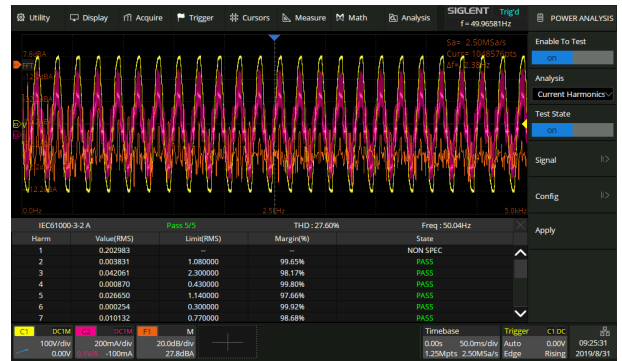 Utility Display Acquire Trigger Cursors Measure Math Analysis SIGLENT Trig'd POWER ANALYSIS
f = 49.96581Hz
Enable To Test
on
Sa= 2.50MSa/s
Curr= 1048576pts
7.8dBA
FFT
Analysis
Current Harmonics
Test State
on
Signal
Config
Apply
0.0Hz 5.0kHz
IEC61000-3-2 A Pass 5/5 THD : 27.60% Freq : 50.04Hz
Harm Value(RMS) Limit(RMS) Margin(%) State
1 0.202983 -- -- NON SPEC
2 0.003831 1.080000 99.65% PASS
3 0.042061 2.300000 98.17% PASS
4 0.000870 0.430000 99.80% PASS
5 0.026650 1.140000 97.66% PASS
6 0.000254 0.300000 99.92% PASS
7 0.010132 0.770000 98.68% PASS
C1 DC1M C2 DC1M F1 M Timebase Trigger C1 DC
100V/div 200mA/div 20.0dB/div 0.00s 50.0ms/div Auto 0.00V 09:25:31
0.00V -100mA 27.8dBA 1.25Mpts 2.50MSa/s Edge Rising 2019/8/31